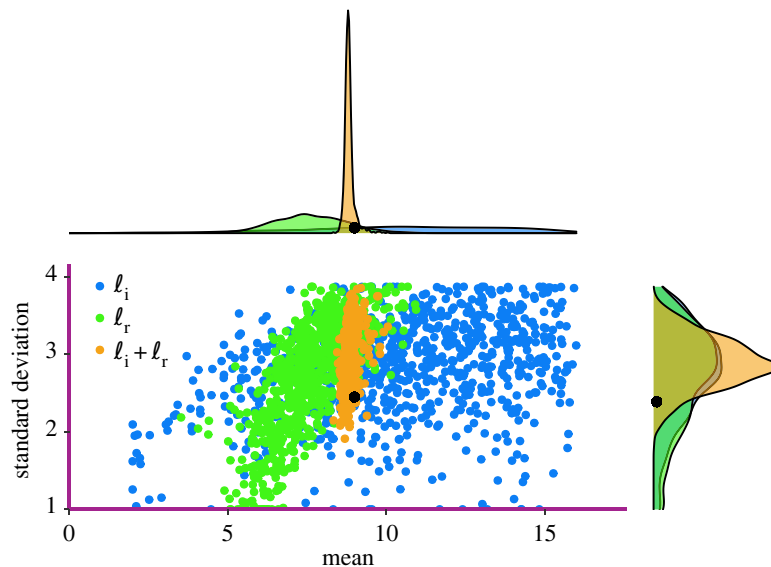 4
ℓi
ℓr
3
ℓi + ℓr
standard deviation
2
1
0 5 10 15
mean